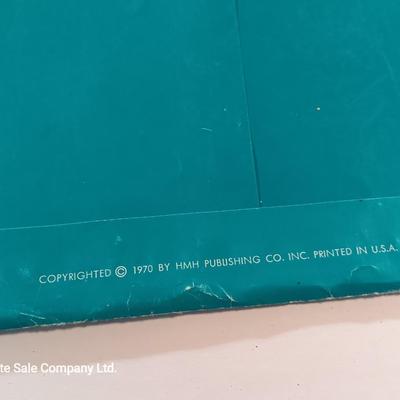 COPYRIGHTED © 1970 BY HMH PUBLISHING CO. INC. PRINTED IN U.S.A.
te Sale Company Ltd.